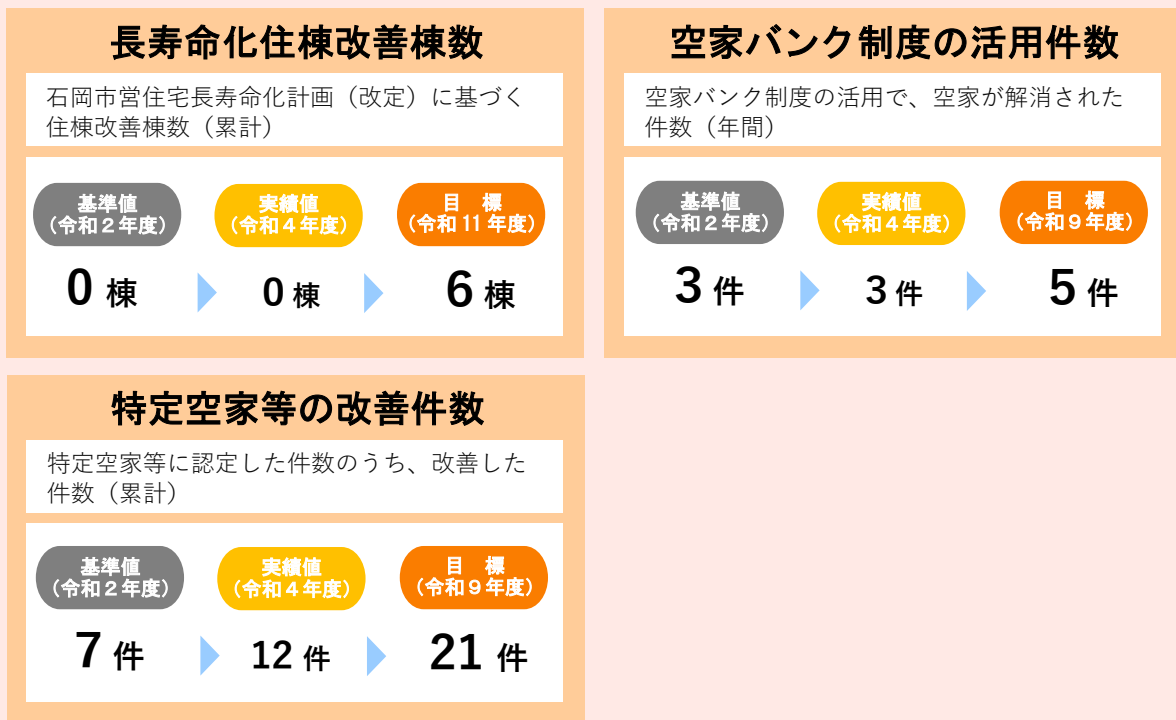 長寿命化住棟改善棟数
石岡市営住宅長寿命化計画（改定）に基づく
住棟改善棟数（累計）
基準値
（令和２年度）
実績値
（令和４年度）
目　標
（令和 11 年度）
0 棟
0 棟
6 棟
空家バンク制度の活用件数
空家バンク制度の活用で、空家が解消された
件数（年間）
基準値
（令和２年度）
実績値
（令和４年度）
目　標
（令和９年度）
3 件
3 件
5 件
特定空家等の改善件数
特定空家等に認定した件数のうち、改善した
件数（累計）
基準値
（令和２年度）
実績値
（令和４年度）
目　標
（令和９年度）
7 件
12 件
21 件